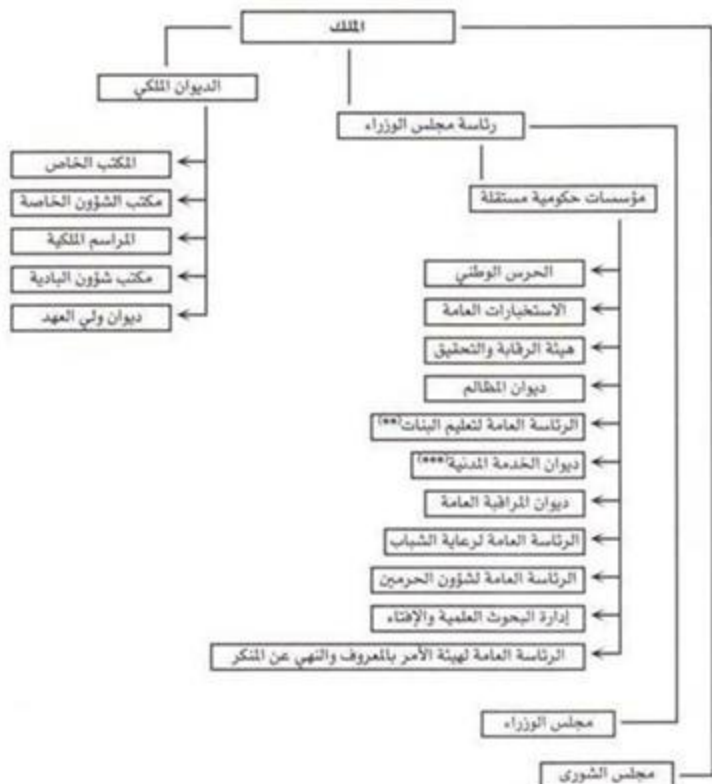 الملك
الديوان الملكي
المكتب الخاص
مكتب الشؤون الخاصة
المراسم الملكية
مكتب شؤون البادية
ديوان ولي العهد
رئاسة مجلس الوزراء
مؤسسات حكومية مستقلة
الحرس الوطني
الاستخبارات العامة
هيئة الرقابة والتحقيق
ديوان المظالم
الرئاسة العامة لتعليم البنات(**)
ديوان الخدمة المدنية(***)
ديوان المراقبة العامة
الرئاسة العامة لرعاية الشباب
الرئاسة العامة لشؤون الحرمين
إدارة البحوث العلمية والإفتاء
الرئاسة العامة لهيئة الأمر بالمعروف والنهي عن المنكر
مجلس الوزراء
مجلس الشورى